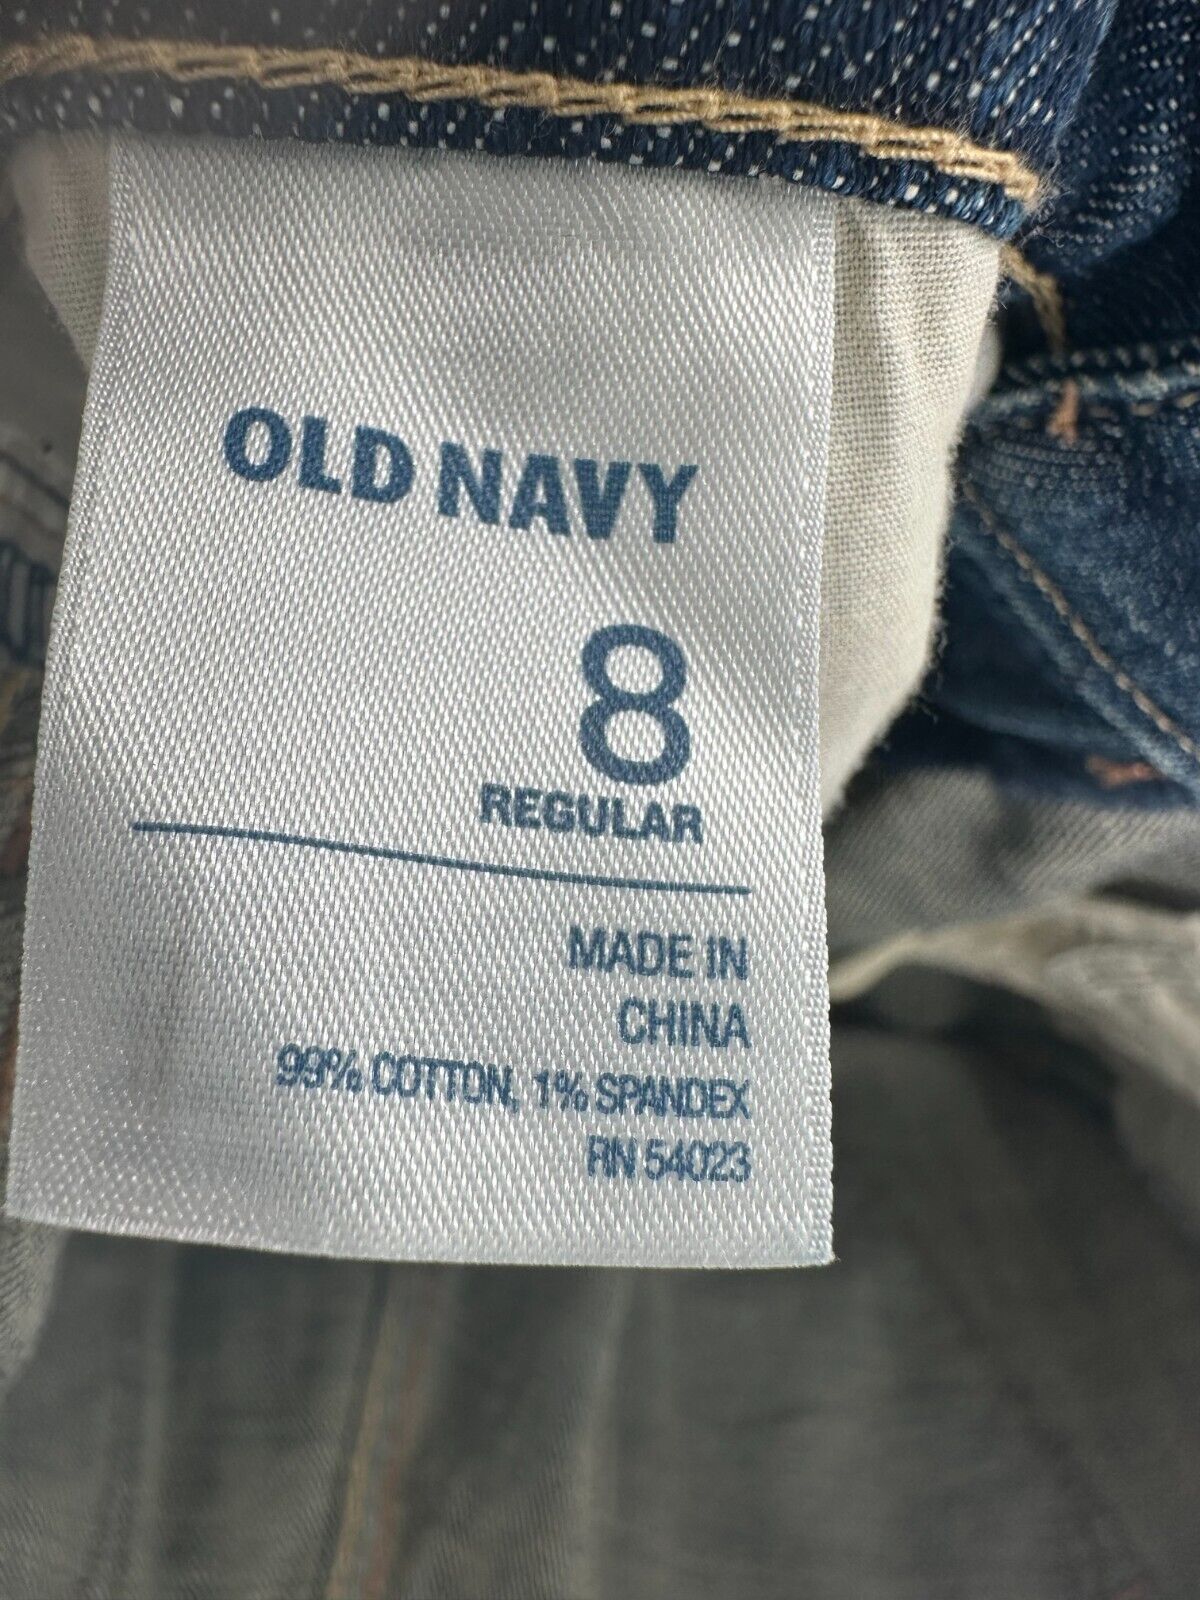 OLD NAVY
8
REGULAR
MADE IN
CHINA
99% COTTON, 1% SPANDEX
RN 54023